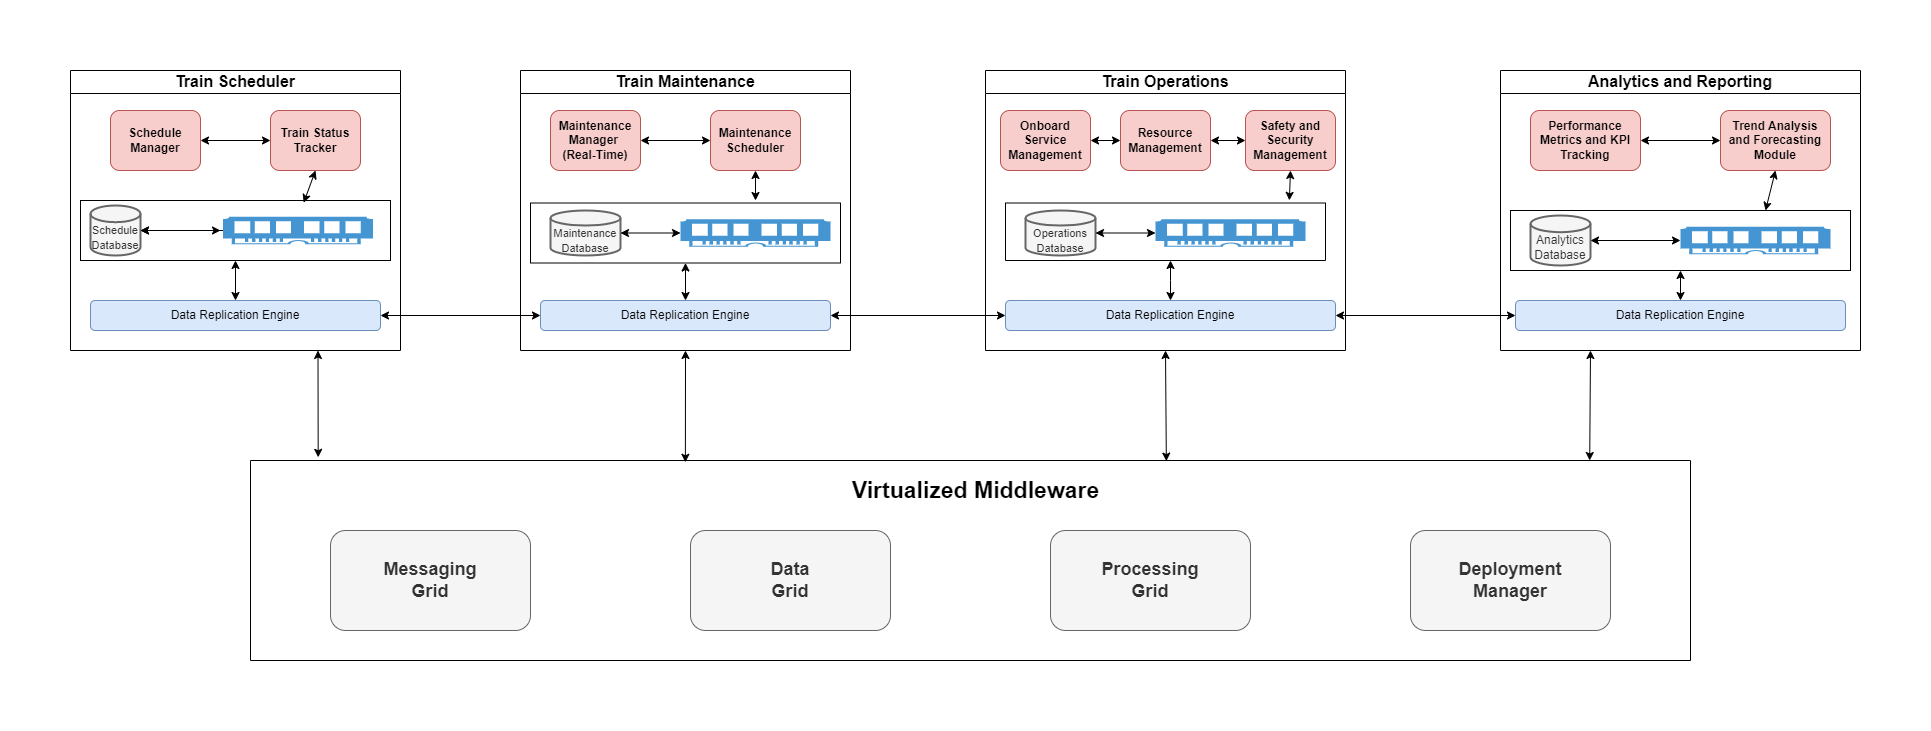 Train Scheduler
Schedule
Manager
Train Status
Tracker
Schedule
Database
Data Replication Engine
Train Maintenance
Maintenance
Manager
(Real-Time)
Maintenance
Scheduler
Maintenance
Database
Data Replication Engine
Train Operations
Onboard
Service
Management
Resource
Management
Safety and
Security
Management
Operations
Database
Data Replication Engine
Analytics and Reporting
Performance
Metrics and KPI
Tracking
Trend Analysis
and Forecasting
Module
Analytics
Database
Data Replication Engine
Virtualized Middleware
Messaging
Grid
Data
Grid
Processing
Grid
Deployment
Manager